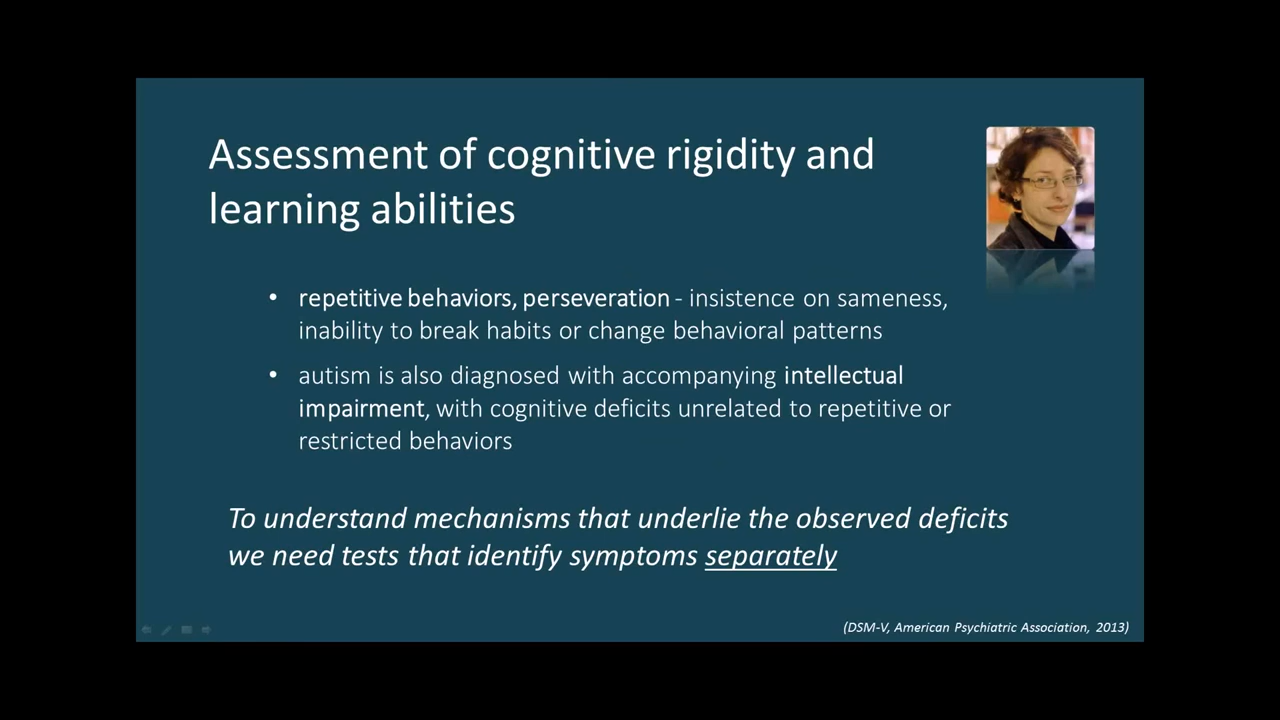 Assessment of cognitive rigidity and
learning abilities
• repetitive behaviors, perseveration - insistence on sameness,
inability to break habits or change behavioral patterns
• autism is also diagnosed with accompanying intellectual
impairment, with cognitive deficits unrelated to repetitive or
restricted behaviors
To understand mechanisms that underlie the observed deficits
we need tests that identify symptoms separately
(DSM-V, American Psychiatric Association, 2013)